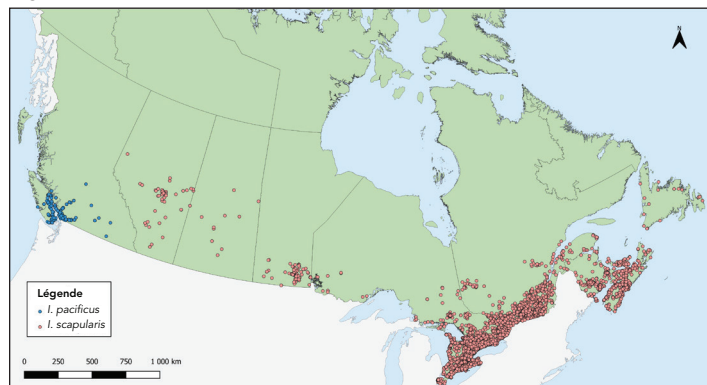 N
Légende
I. pacificus
I. scapularis
0 250 500 750 1 000 km